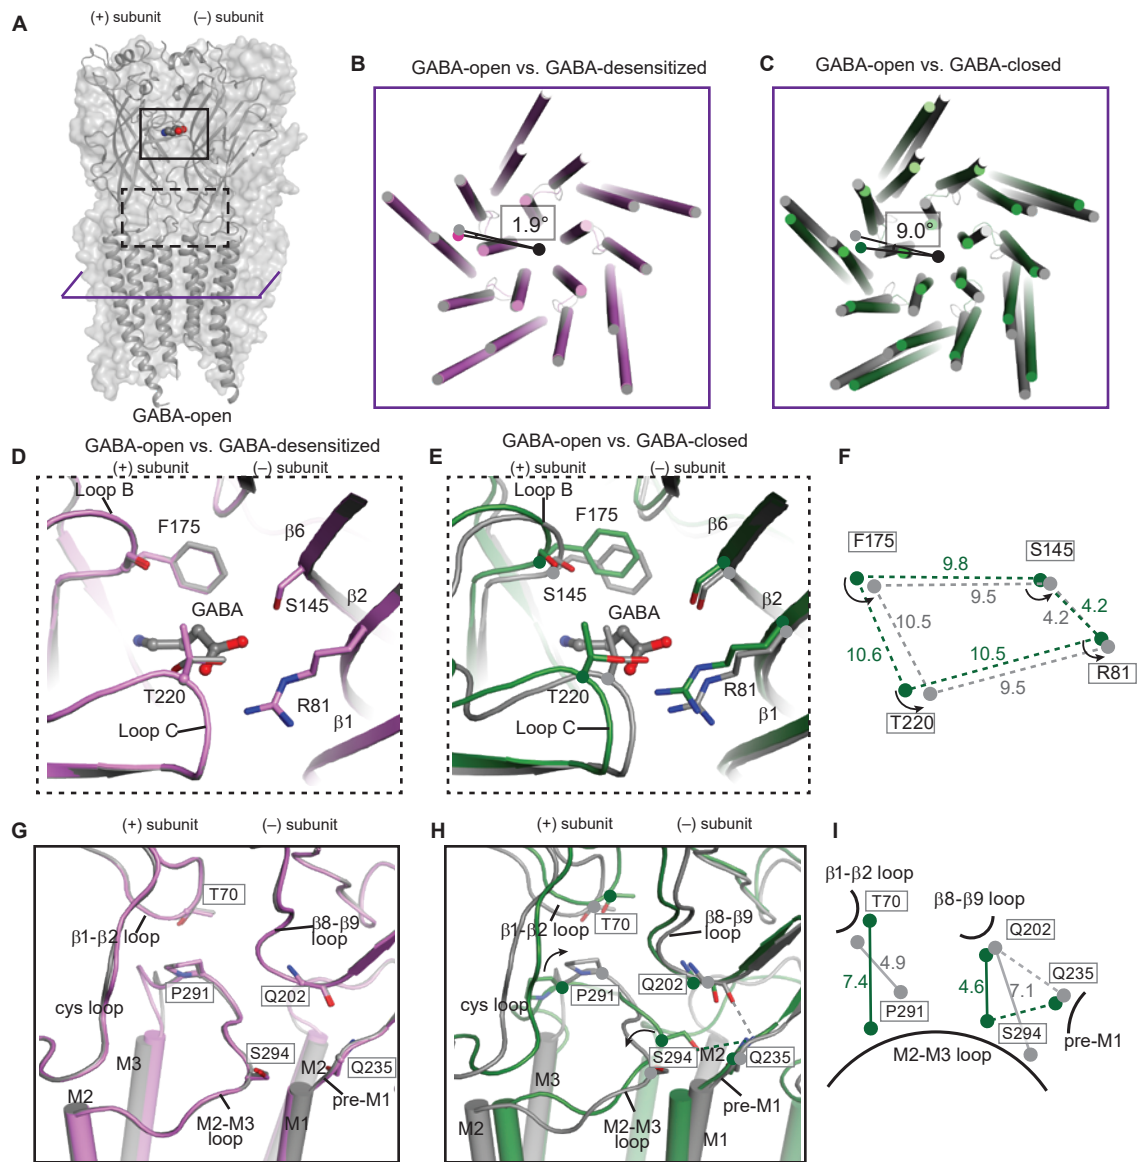 A
(+) subunit
(–) subunit
GABA-open
B
GABA-open vs. GABA-desensitized
1.9°
C
GABA-open vs. GABA-closed
9.0°
D
GABA-open vs. GABA-desensitized
(+) subunit
(–) subunit
Loop B
F175
β6
S145
β2
GABA
T220
R81
β1
Loop C
E
GABA-open vs. GABA-closed
(+) subunit
(–) subunit
Loop B
F175
β6
S145
GABA
β2
T220
R81
β1
Loop C
F
F175
S145
9.8
9.5
10.5
4.2
4.2
10.6
10.5
9.5
R81
T220
G
(+) subunit
(–) subunit
T70
β1-β2 loop
β8-β9
loop
P291
Q202
cys loop
M3
S294
M2
Q235
M2
pre-M1
M2-M3
loop
M1
H
(+) subunit
(–) subunit
T70
β1-β2 loop
β8-β9
loop
P291
Q202
cys loop
S294
M2
Q235
M3
pre-M1
M2
M2-M3
loop
M1
I
β1-β2 loop
T70
β8-β9 loop
Q202
4.9
Q235
7.4
4.6
7.1
P291
S294
pre-M1
M2-M3 loop